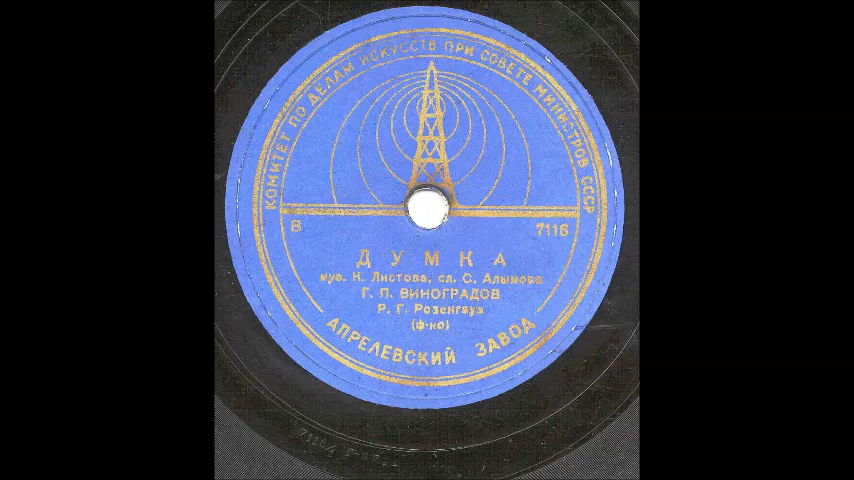 КОМИТЕТ ПО ДЕЛАМ ИСКУССТВ ПРИ СОВЕТЕ МИНИСТРОВ СССР
В 7116
ДУМКА
муз. К. Листова, сл. С. Алымова
Г. П. ВИНОГРАДОВ
Р. Г. Розенгауз
(ф-но)
АПРЕЛЕВСКИЙ ЗАВОД
7116/